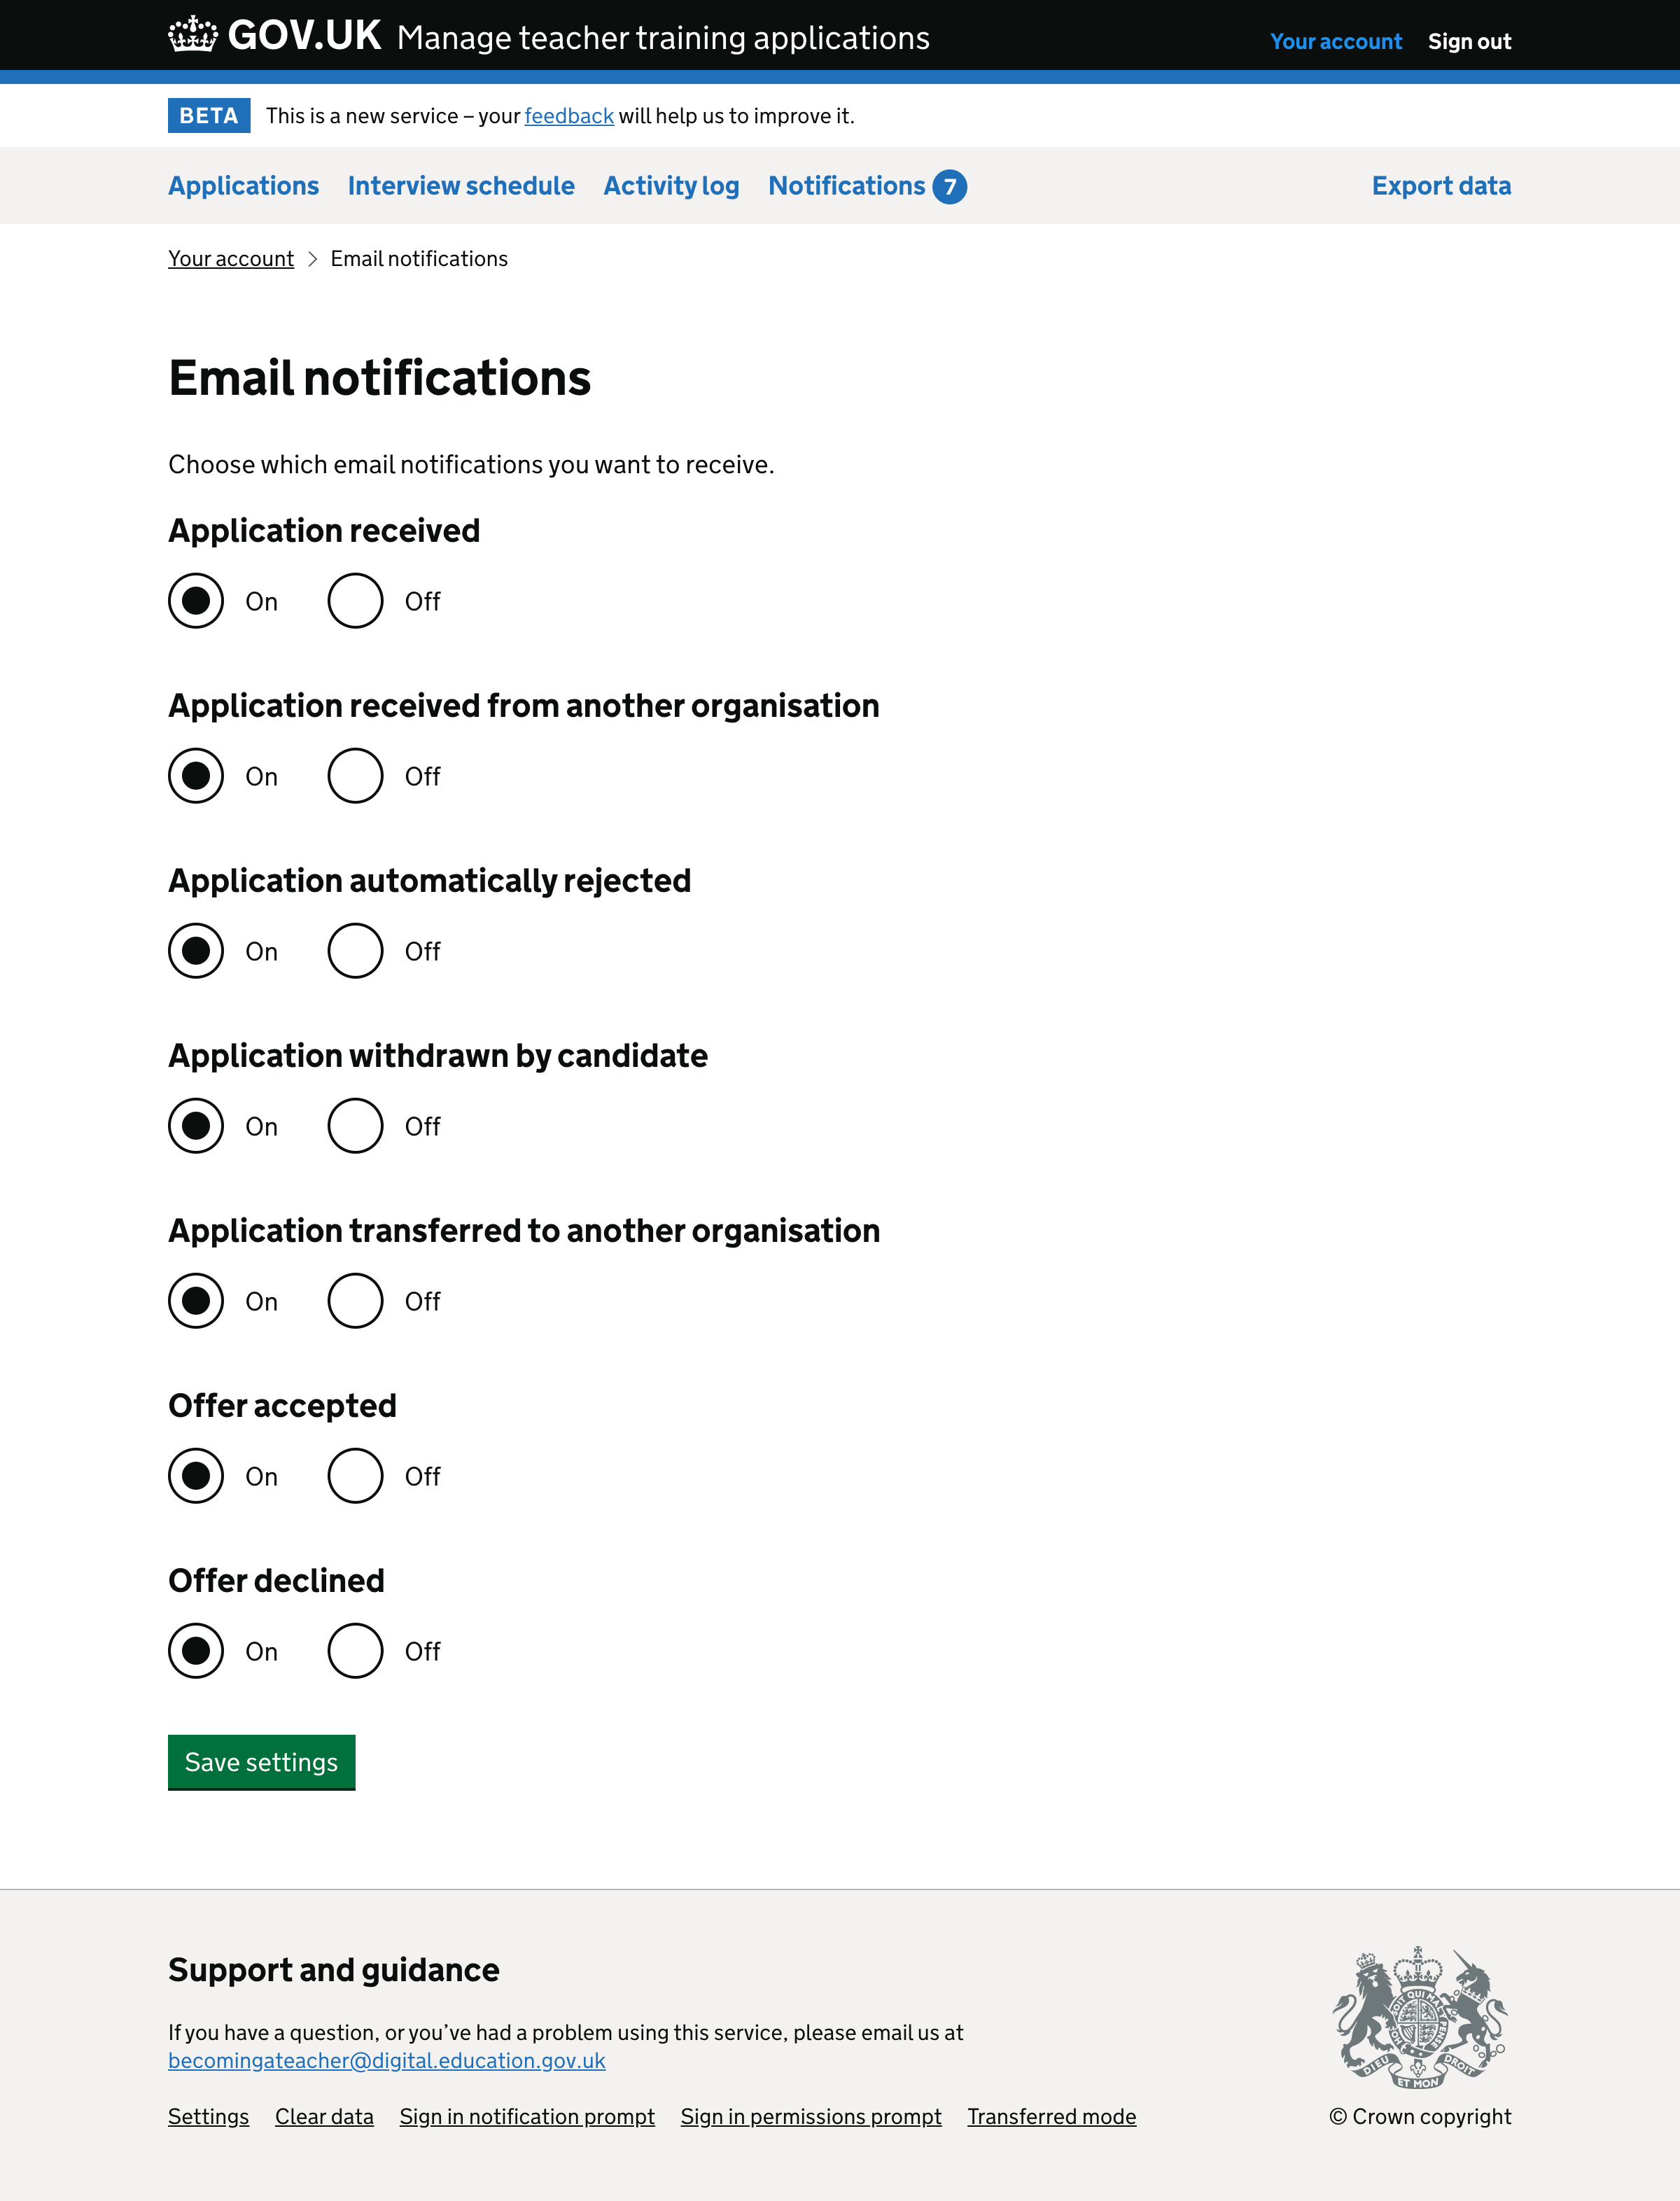 GOV.UK Manage teacher training applications
Your account Sign out
BETA This is a new service – your feedback will help us to improve it.
Applications Interview schedule Activity log Notifications 7 Export data
Your account Email notifications
Email notifications
Choose which email notifications you want to receive.
Application received
On Off
Application received from another organisation
On Off
Application automatically rejected
On Off
Application withdrawn by candidate
On Off
Application transferred to another organisation
On Off
Offer accepted
On Off
Offer declined
On Off
Save settings
Support and guidance
If you have a question, or you’ve had a problem using this service, please email us at
becomingateacher@digital.education.gov.uk
Settings Clear data Sign in notification prompt Sign in permissions prompt Transferred mode
DIEU ET MON DROIT
© Crown copyright